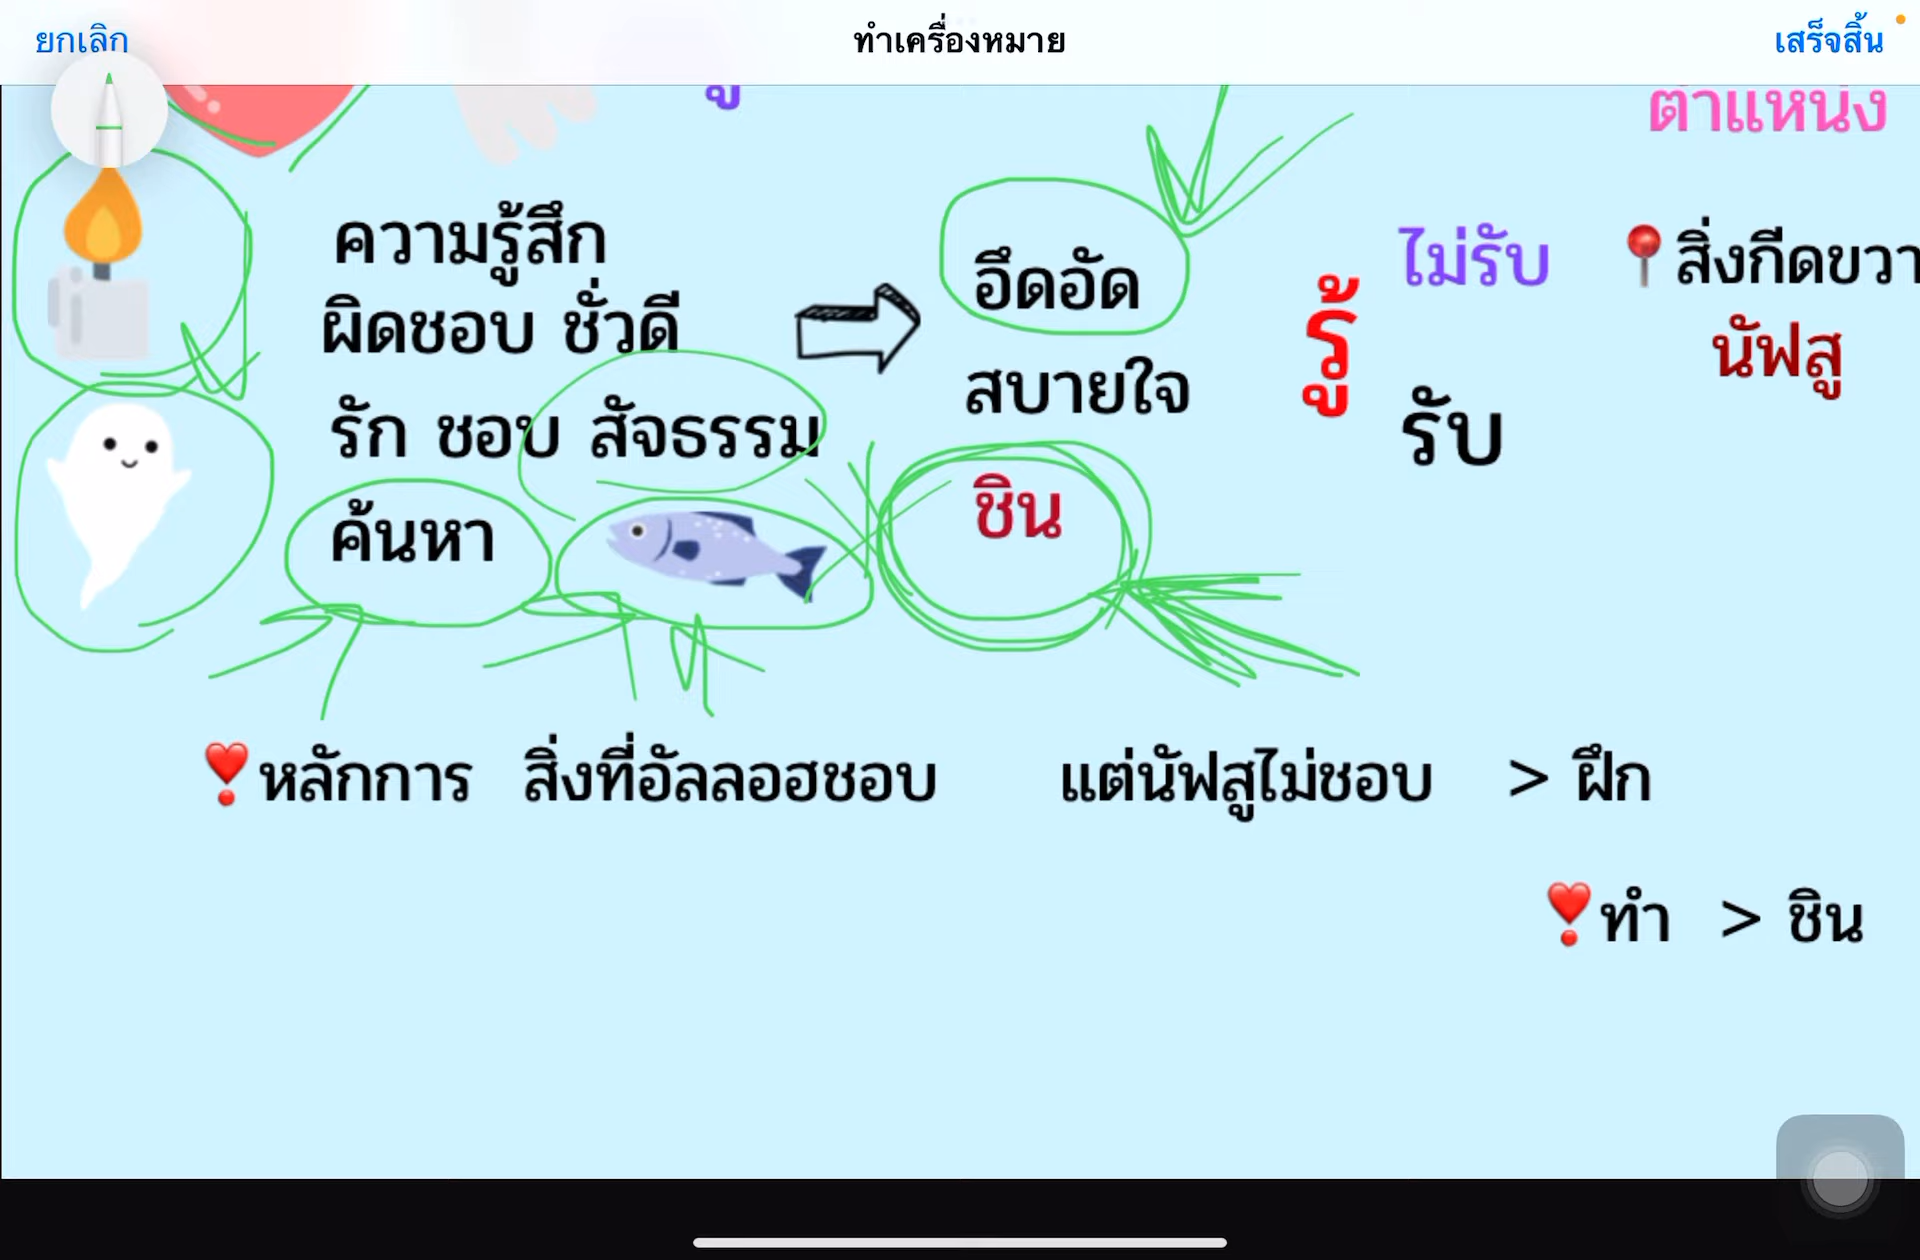 ยกเลิก ทำเครื่องหมาย เสร็จสิ้น
ตำแหน่ง
ความรู้สึก
ผิดชอบ ชั่วดี
รัก ชอบ สัจธรรม
ค้นหา
อึดอัด
สบายใจ
ชิน
รู้
ไม่รับ
รับ
สิ่งกีดขวา
นัฟสู
หลักการ สิ่งที่อัลลอฮชอบ แต่นัฟสูไม่ชอบ > ฝึก
ทำ > ชิน